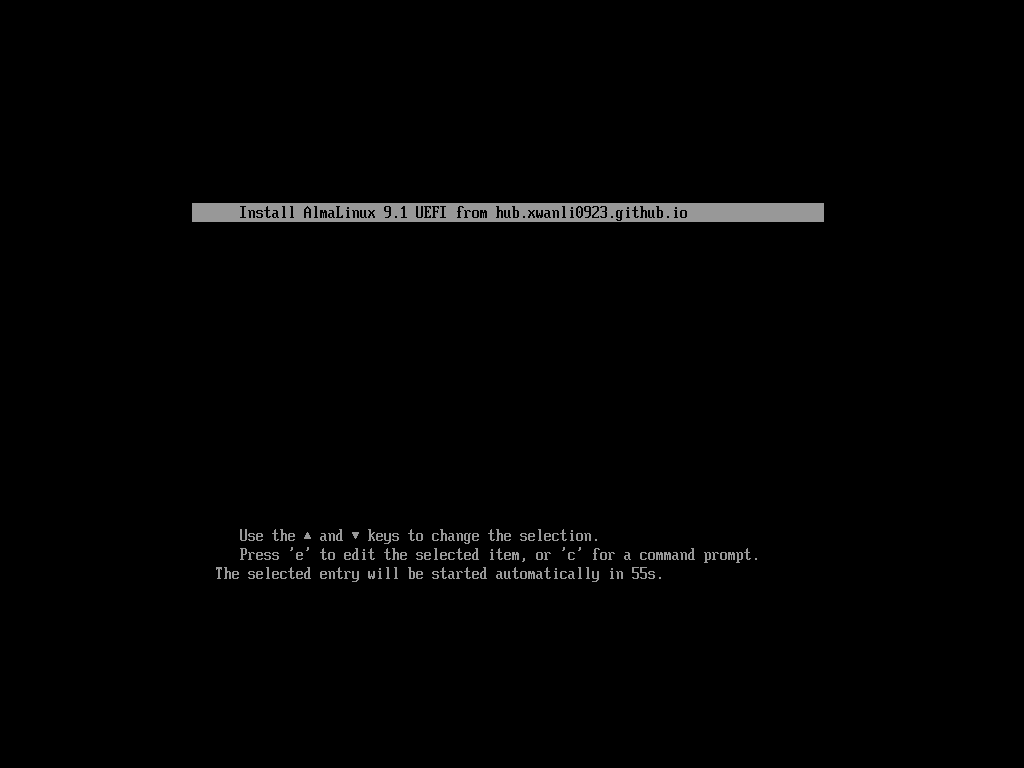 Install AlmaLinux 9.1 UEFI from hub.xwanli0923.github.io
Use the ▲ and ▼ keys to change the selection.
Press 'e' to edit the selected item, or 'c' for a command prompt.
The selected entry will be started automatically in 55s.